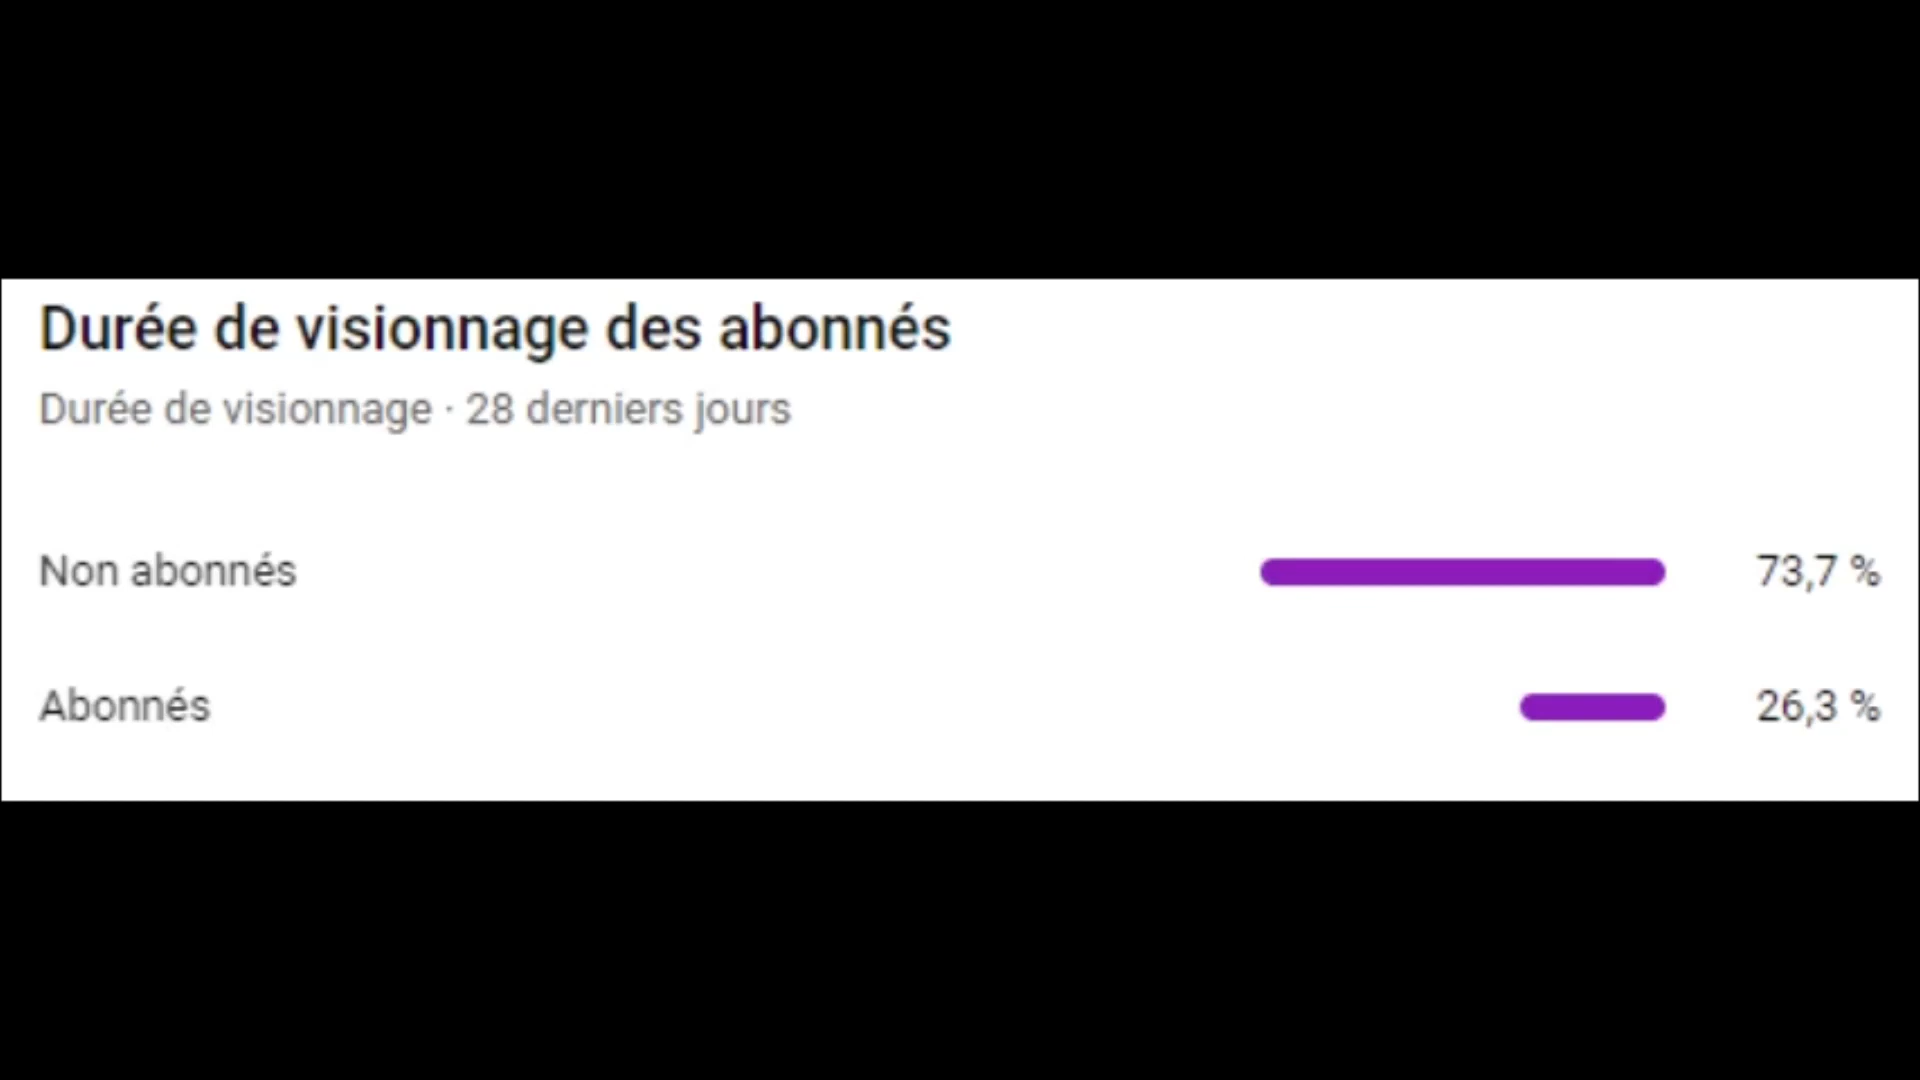 Durée de visionnage des abonnés
Durée de visionnage · 28 derniers jours
Non abonnés 73,7 %
Abonnés 26,3 %